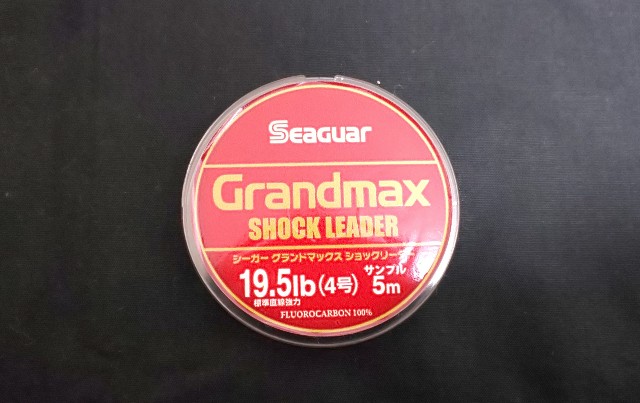 Seaguar
Grandmax
SHOCK LEADER
シーガー グランドマックス ショックリーダー
19.5lb(4号) サンプル 5m
標準直線強力
FLUOROCARBON 100%